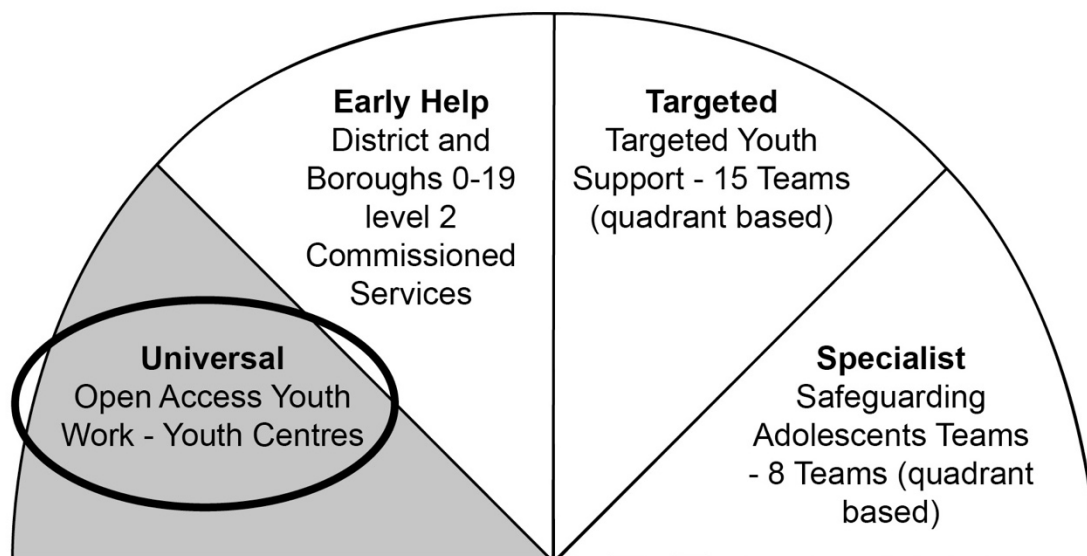 Early Help
District and
Boroughs 0-19
level 2
Commissioned
Services
Targeted
Targeted Youth
Support - 15 Teams
(quadrant based)
Universal
Open Access Youth
Work - Youth Centres
Specialist
Safeguarding
Adolescents Teams
- 8 Teams (quadrant
based)